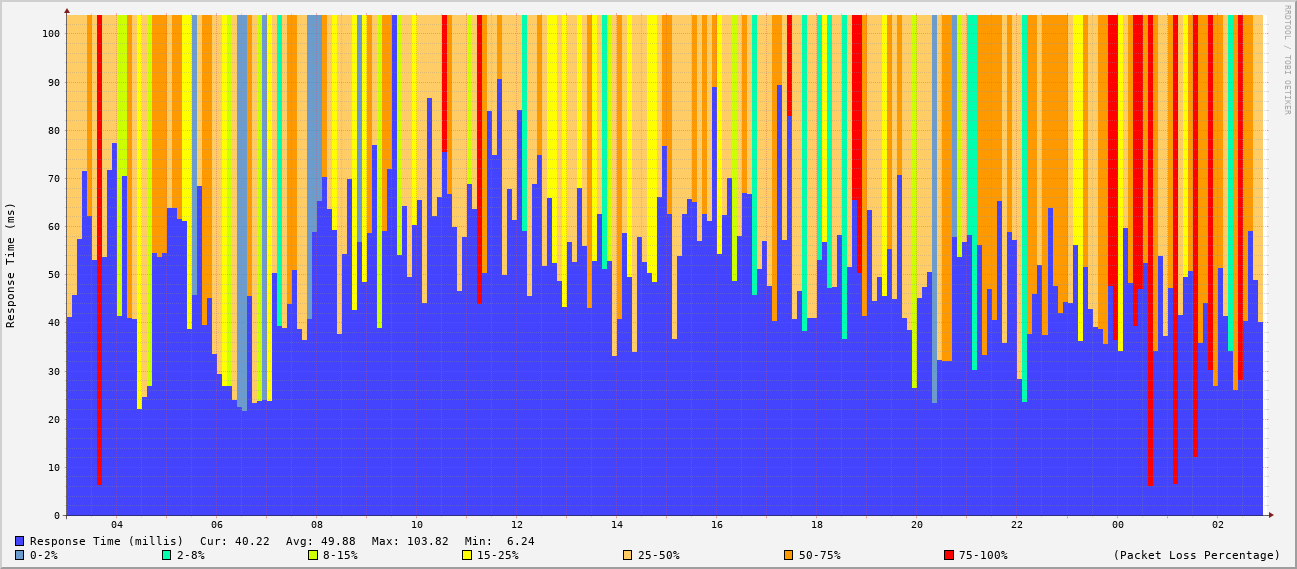 RRDTOOL / TOBI OETIKER
Response Time (ms)
100
90
80
70
60
50
40
30
20
10
0
04 06 08 10 12 14 16 18 20 22 00 02
Response Time (millis) Cur: 40.22 Avg: 49.88 Max: 103.82 Min: 6.24
0-2% 2-8% 8-15% 15-25% 25-50% 50-75% 75-100% (Packet Loss Percentage)